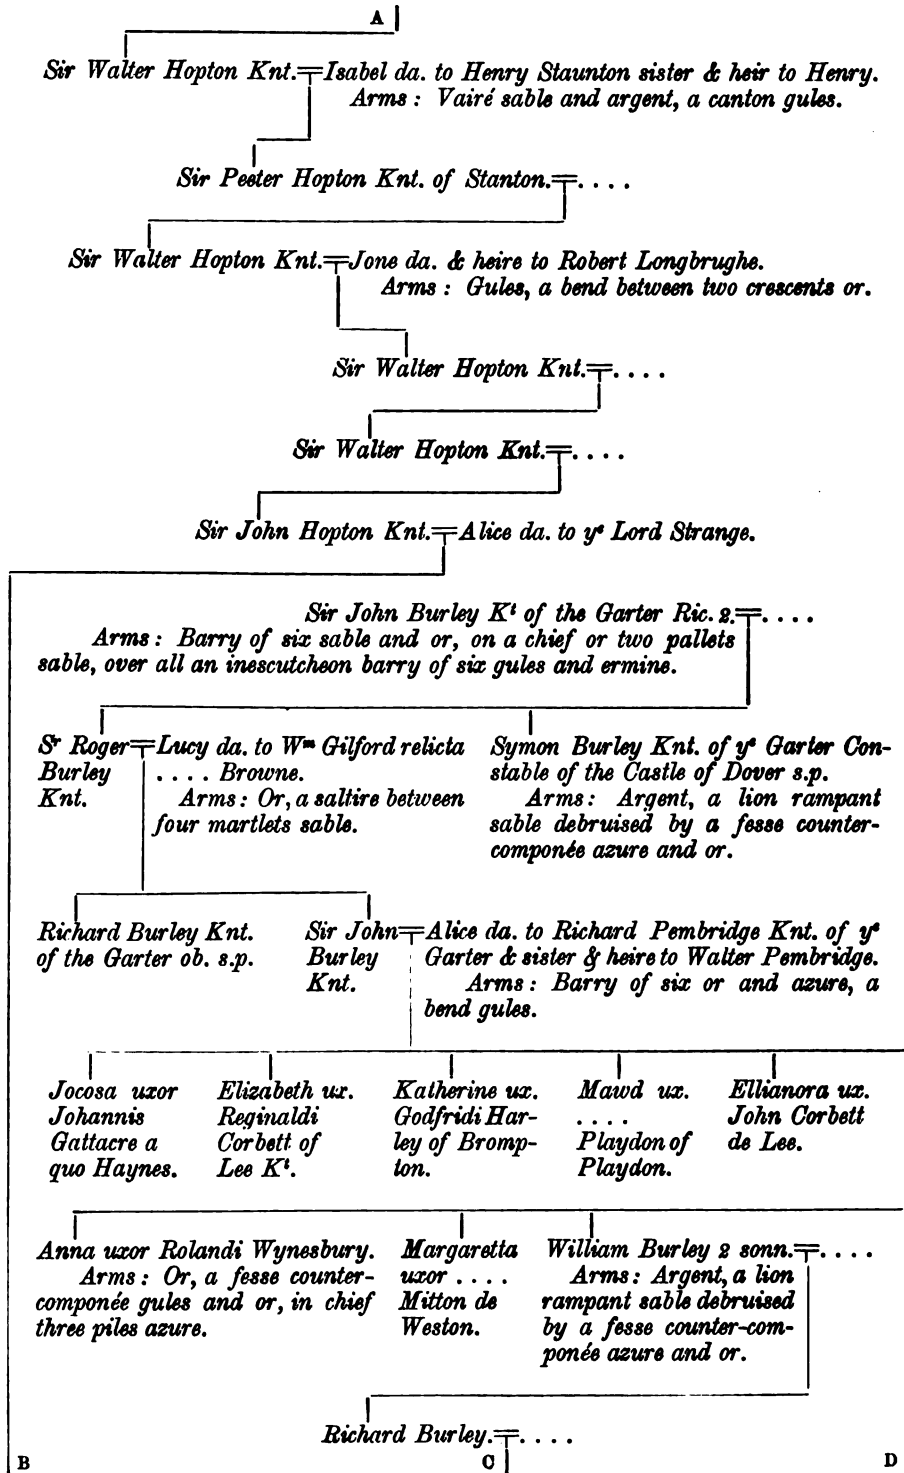 A
Sir Walter Hopton Knt.=Isabel da. to Henry Staunton sister & heir to Henry.
Arms: Vairé sable and argent, a canton gules.
Sir Peeter Hopton Knt. of Stanton.=. . . .
Sir Walter Hopton Knt.=Jone da. & heire to Robert Longbrughe.
Arms: Gules, a bend between two crescents or.
Sir Walter Hopton Knt.=. . . .
Sir Walter Hopton Knt.=. . . .
Sir John Hopton Knt.=Alice da. to yᵉ Lord Strange.
Sir John Burley Kᵗ of the Garter Ric. 2.=. . . .
Arms: Barry of six sable and or, on a chief or two pallets
sable, over all an inescutcheon barry of six gules and ermine.
Sʳ Roger=
Burley
Knt.
Lucy da. to Wᵐ Gilford relicta
. . . . Browne.
Arms: Or, a saltire between
four martlets sable.
Symon Burley Knt. of yᵉ Garter Con-
stable of the Castle of Dover s.p.
Arms: Argent, a lion rampant
sable debruised by a fesse counter-
componée azure and or.
Richard Burley Knt.
of the Garter ob. s.p.
Sir John=
Burley
Knt.
Alice da. to Richard Pembridge Knt. of yᵉ
Garter & sister & heire to Walter Pembridge.
Arms: Barry of six or and azure, a
bend gules.
Jocosa uxor
Johannis
Gattacre a
quo Haynes.
Elizabeth ux.
Reginaldi
Corbett of
Lee Kᵗ.
Katherine ux.
Godfridi Har-
ley of Bromp-
ton.
Mawd ux.
. . . .
Playdon of
Playdon.
Ellianora ux.
John Corbett
de Lee.
Anna uxor Rolandi Wynesbury.
Arms: Or, a fesse counter-
componée gules and or, in chief
three piles azure.
Margaretta
uxor . . . .
Mitton de
Weston.
William Burley 2 sonn.=. . . .
Arms: Argent, a lion
rampant sable debruised
by a fesse counter-com-
ponée azure and or.
Richard Burley.=. . . .
B
C
D